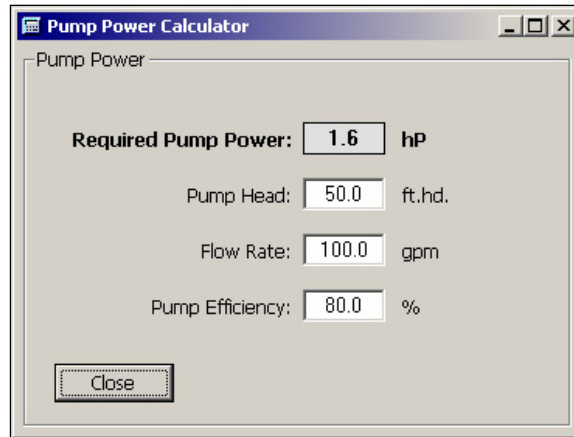 Pump Power Calculator
Pump Power
Required Pump Power: 1.6 hP
Pump Head: 50.0 ft.hd.
Flow Rate: 100.0 gpm
Pump Efficiency: 80.0 %
Close